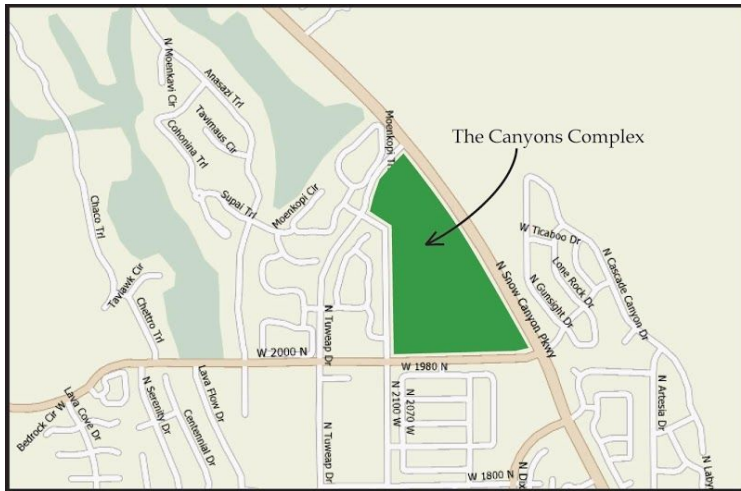 N Moenkavi Cir
Anasazi Trl
Tavimaus Cir
Cohonina Trl
Moenkopi Trl
The Canyons Complex
Supai Trl
Moenkopi Cir
Chaco Trl
W Ticaboo Dr
Lone Rock Dr
N Cascade Canyon Dr
N Gunsight Dr
N Snow Canyon Pkwy
Taviawk Cir
Chettro Trl
N Tuweap Dr
W 2000 N
W 1980 N
Bedrock Cir W
Lava Cove Dr
N Serenity Dr
Lava Flow Dr
Centennial Dr
N Tuweap Dr
N 2100 W
N 2070 W
W 1800 N
N Dix
N Artesia Dr
N Laby